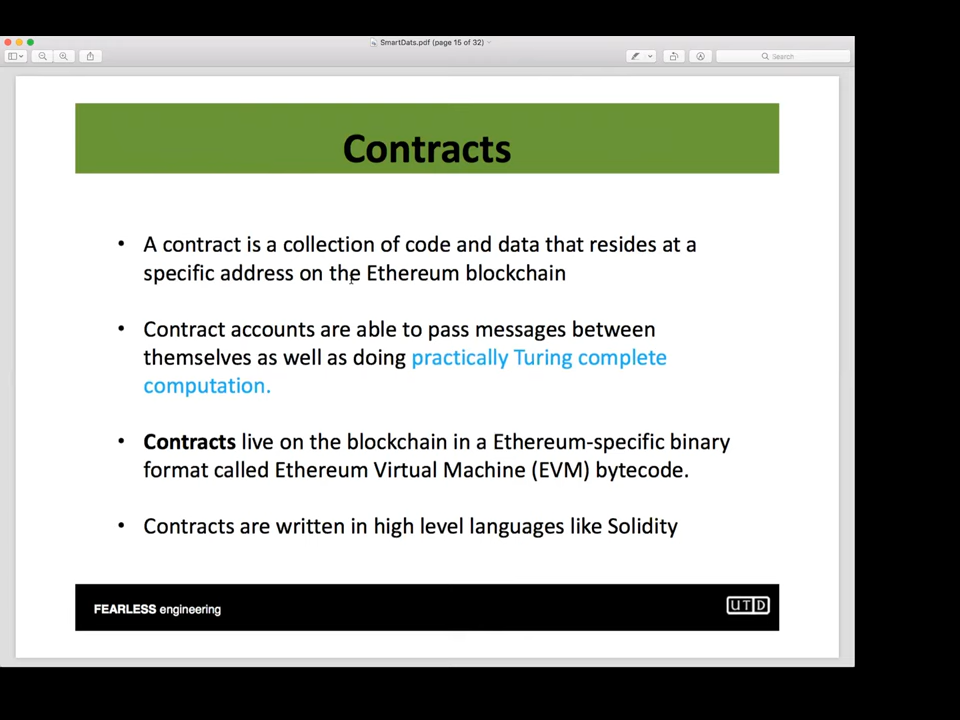 SmartDats.pdf (page 15 of 32)
Search
Contracts
• A contract is a collection of code and data that resides at a
specific address on the Ethereum blockchain
• Contract accounts are able to pass messages between
themselves as well as doing practically Turing complete
computation.
• Contracts live on the blockchain in a Ethereum-specific binary
format called Ethereum Virtual Machine (EVM) bytecode.
• Contracts are written in high level languages like Solidity
FEARLESS engineering
UTD